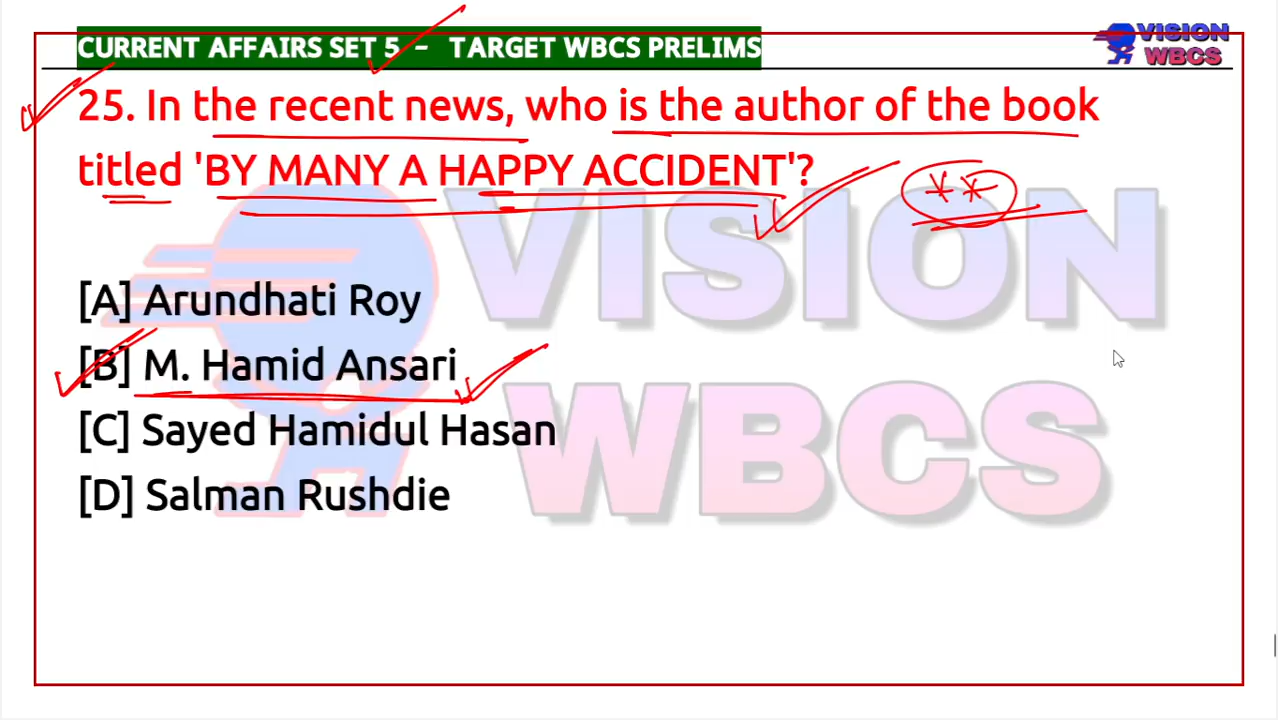 CURRENT AFFAIRS SET 5 – TARGET WBCS PRELIMS
VISION
WBCS
25. In the recent news, who is the author of the book
titled 'BY MANY A HAPPY ACCIDENT'?
[A] Arundhati Roy
[B] M. Hamid Ansari
[C] Sayed Hamidul Hasan
[D] Salman Rushdie
VISION
WBCS